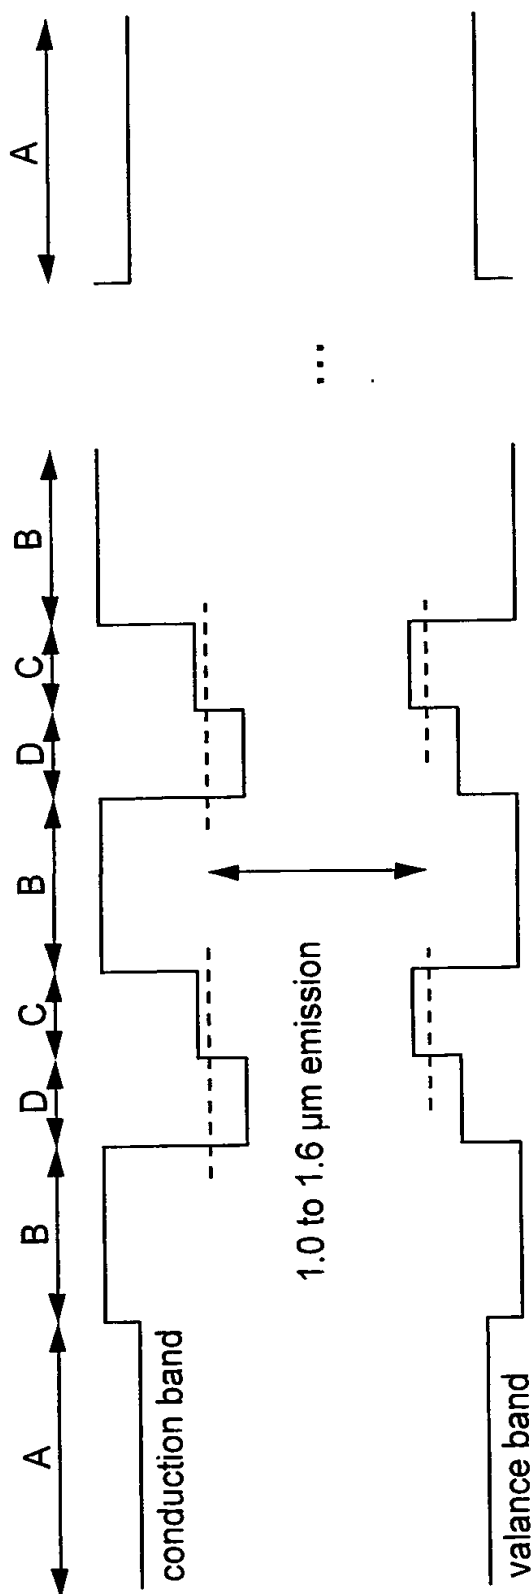 A B D C B D C B A
conduction band
1.0 to 1.6 µm emission
...
valance band